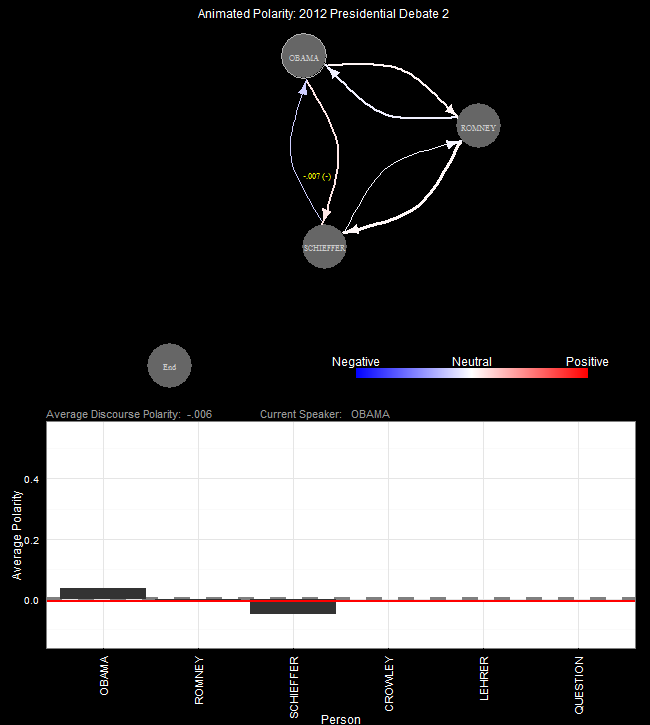 Animated Polarity: 2012 Presidential Debate 2
OBAMA
ROMNEY
-.007 (-)
SCHIEFFER
End
Negative Neutral Positive
Average Discourse Polarity: -.006 Current Speaker: OBAMA
Average Polarity
0.4
0.2
0.0
OBAMA
ROMNEY
SCHIEFFER
CROWLEY
LEHRER
QUESTION
Person